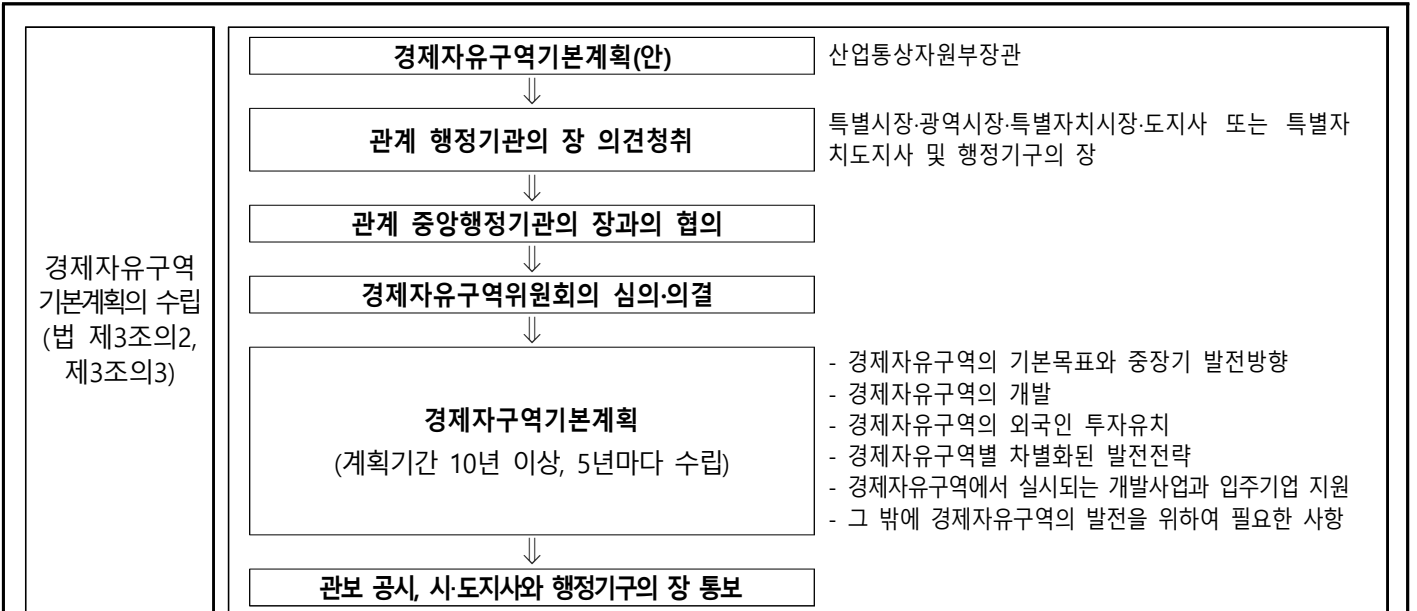 경제자유구역
기본계획의 수립
(법 제3조의2,
제3조의3)
경제자유구역기본계획(안)
산업통상자원부장관
⇓
관계 행정기관의 장 의견청취
특별시장·광역시장·특별자치시장·도지사 또는 특별자
치도지사 및 행정기구의 장
⇓
관계 중앙행정기관의 장과의 협의
⇓
경제자유구역위원회의 심의·의결
⇓
경제자구역기본계획
(계획기간 10년 이상, 5년마다 수립)
- 경제자유구역의 기본목표와 중장기 발전방향
- 경제자유구역의 개발
- 경제자유구역의 외국인 투자유치
- 경제자유구역별 차별화된 발전전략
- 경제자유구역에서 실시되는 개발사업과 입주기업 지원
- 그 밖에 경제자유구역의 발전을 위하여 필요한 사항
⇓
관보 공시, 시·도지사와 행정기구의 장 통보